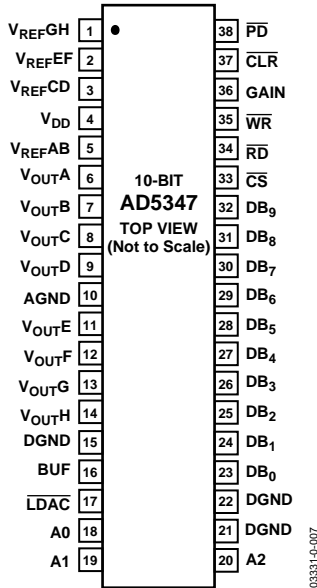 VREFGH 1 38 PD
VREFEF 2 37 CLR
VREFCD 3 36 GAIN
VDD 4 35 WR
VREFAB 5 34 RD
VOUTA 6 33 CS
10-BIT
AD5347
TOP VIEW
(Not to Scale)
VOUTB 7 32 DB9
VOUTC 8 31 DB8
VOUTD 9 30 DB7
AGND 10 29 DB6
VOUTE 11 28 DB5
VOUTF 12 27 DB4
VOUTG 13 26 DB3
VOUTH 14 25 DB2
DGND 15 24 DB1
BUF 16 23 DB0
LDAC 17 22 DGND
A0 18 21 DGND
A1 19 20 A2
03331-0-007